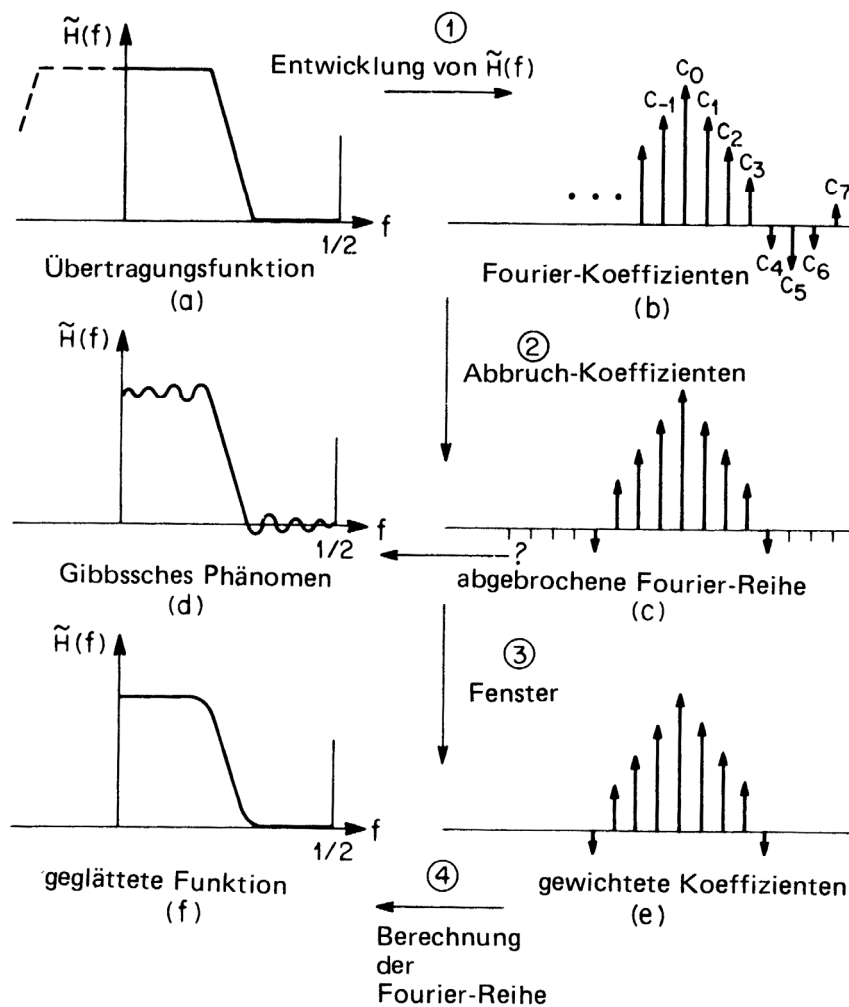 H̃(f)
①
Entwicklung von H̃(f)
f
1/2
Übertragungsfunktion
(a)
C₀
C₋₁
C₁
C₂
C₃
C₇
C₄
C₅
C₆
Fourier-Koeffizienten
(b)
②
Abbruch-Koeffizienten
H̃(f)
f
1/2
Gibbssches Phänomen
(d)
?
abgebrochene Fourier-Reihe
(c)
③
Fenster
H̃(f)
f
1/2
geglättete Funktion
(f)
gewichtete Koeffizienten
(e)
④
Berechnung
der
Fourier-Reihe